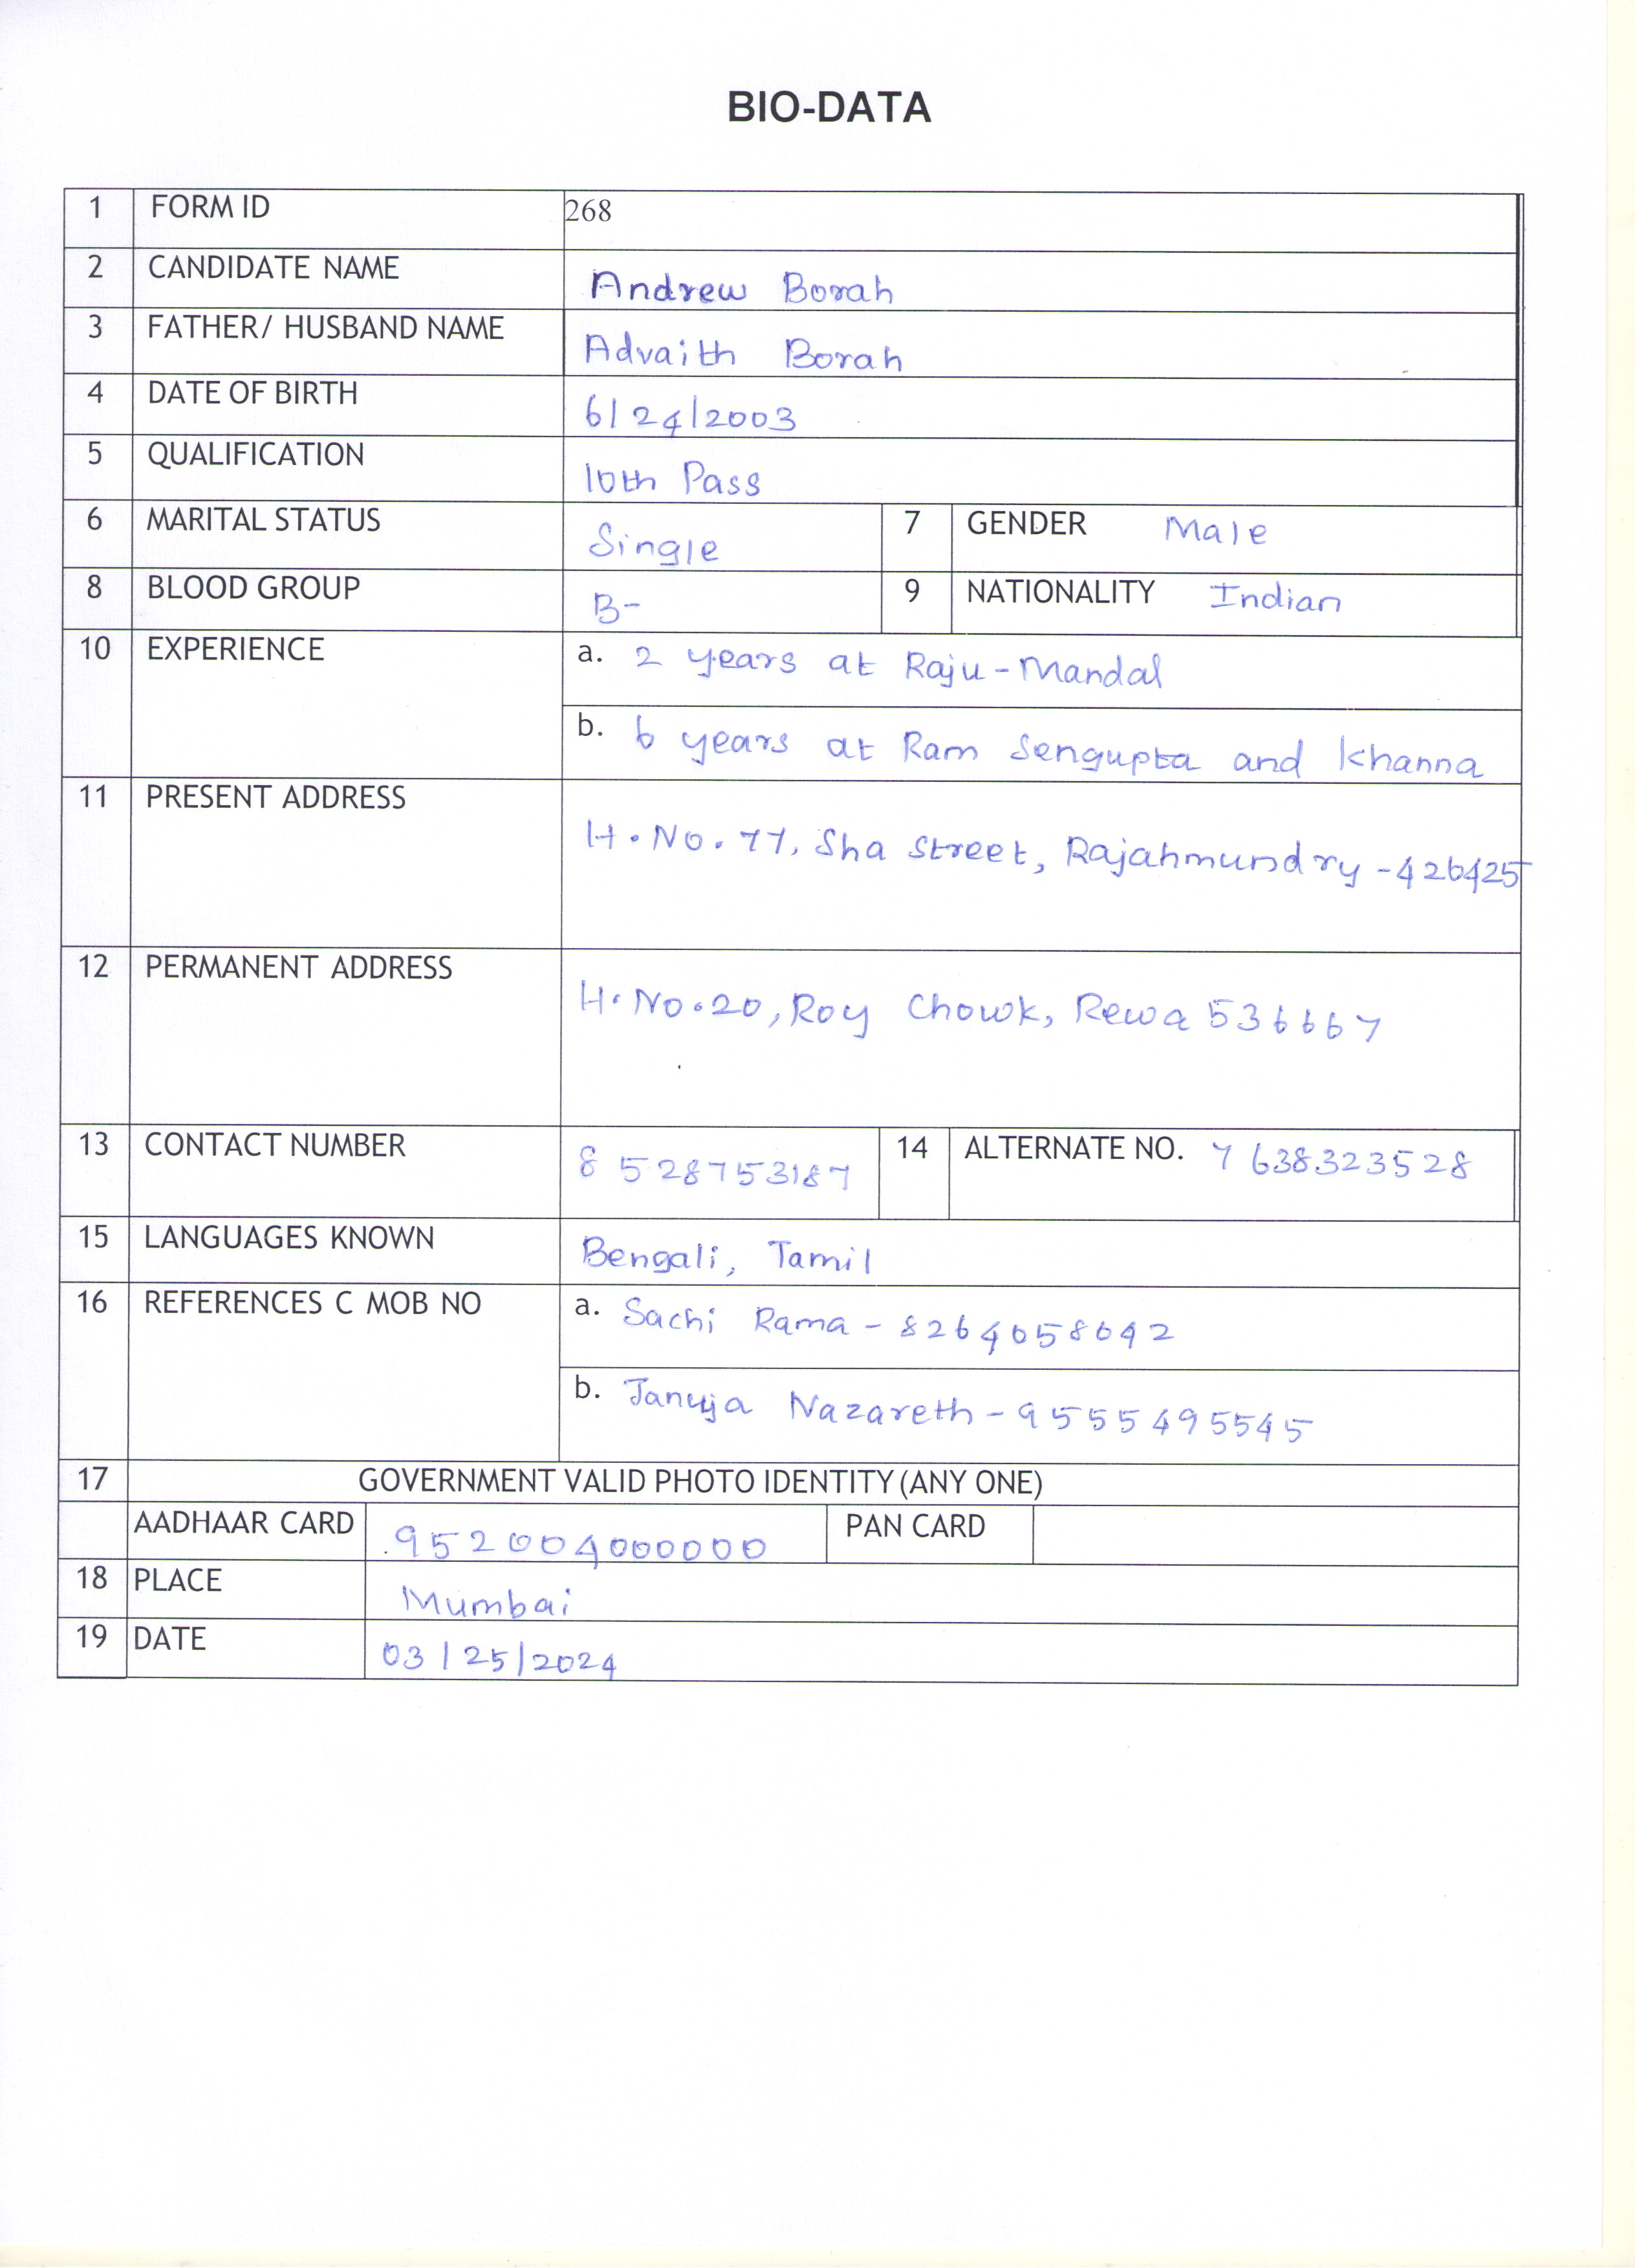 BIO-DATA
1 FORM ID 268
2 CANDIDATE NAME Andrew Borah
3 FATHER/ HUSBAND NAME Advaith Borah
4 DATE OF BIRTH 6/24/2003
5 QUALIFICATION 10th Pass
6 MARITAL STATUS Single 7 GENDER Male
8 BLOOD GROUP B- 9 NATIONALITY Indian
10 EXPERIENCE a. 2 years at Raju-Mandal
b. 6 years at Ram Sengupta and Khanna
11 PRESENT ADDRESS
H.No. 77, Sha Street, Rajahmundry -426425
12 PERMANENT ADDRESS
H.No.20, Roy Chowk, Rewa 536667
13 CONTACT NUMBER 8528753187 14 ALTERNATE NO. 7638323528
15 LANGUAGES KNOWN Bengali, Tamil
16 REFERENCES C MOB NO a. Sachi Rama - 8264058642
b. Tanuja Nazareth - 9555495545
17 GOVERNMENT VALID PHOTO IDENTITY (ANY ONE)
AADHAAR CARD 952004000000 PAN CARD
18 PLACE Mumbai
19 DATE 03/25/2024